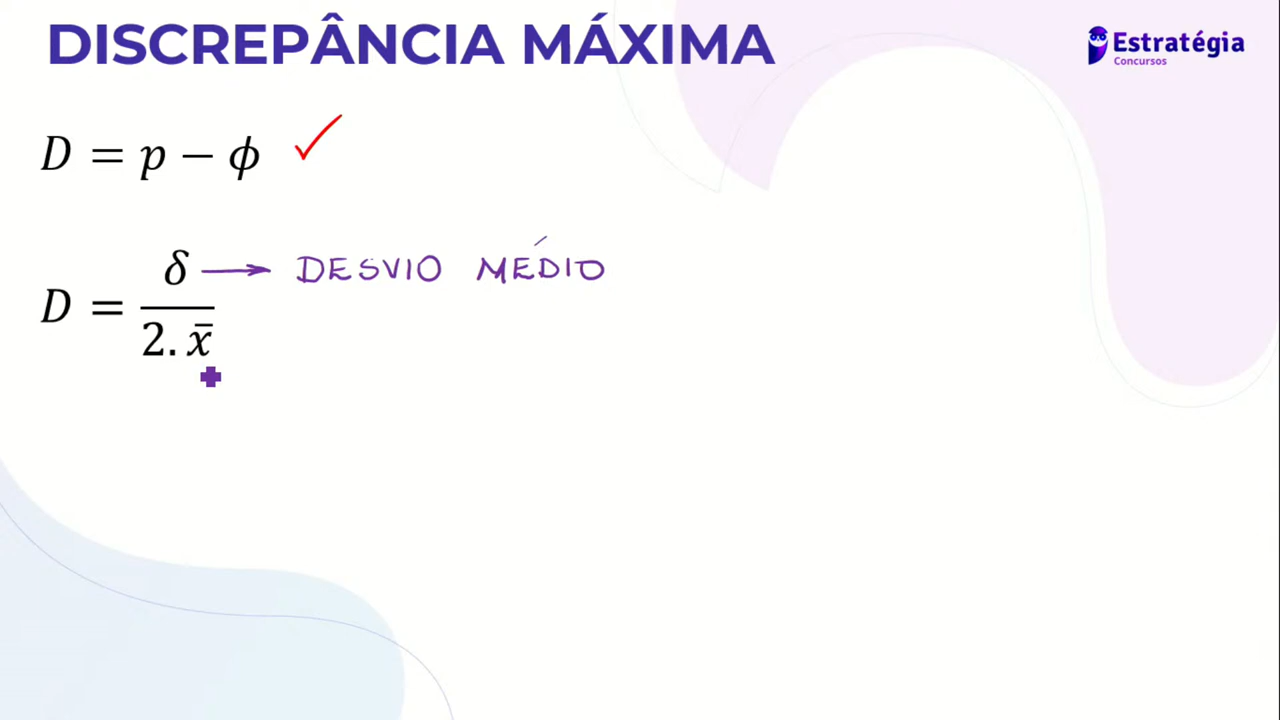 DISCREPÂNCIA MÁXIMA
Estratégia
Concursos
D = p − ϕ ✓
D = δ / 2. x̄
δ → DESVIO MÉDIO